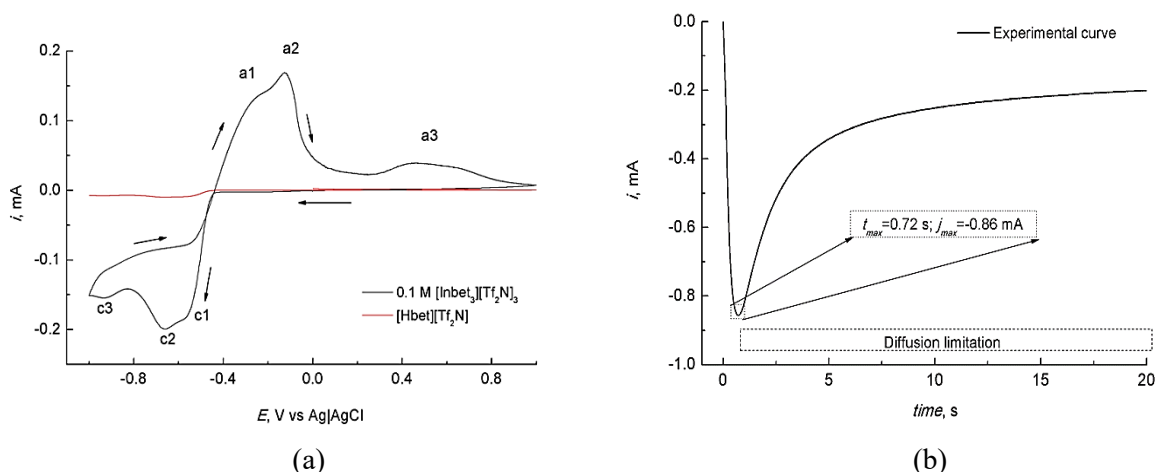 0.2
0.1
0.0
-0.1
-0.2
i, mA
a1
a2
a3
c3
c2
c1
0.1 M [Inbet₃][Tf₂N]₃
[Hbet][Tf₂N]
-0.8
-0.4
0.0
0.4
0.8
E, V vs Ag|AgCl
(a)
0.0
-0.2
-0.4
-0.6
-0.8
-1.0
i, mA
Experimental curve
tₘₐₓ=0.72 s; jₘₐₓ=-0.86 mA
Diffusion limitation
0
5
10
15
20
time, s
(b)